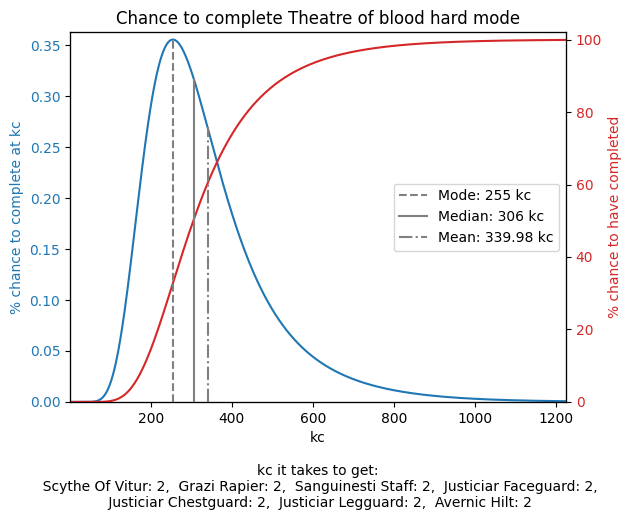 Chance to complete Theatre of blood hard mode
% chance to complete at kc
0.35
0.30
0.25
0.20
0.15
0.10
0.05
0.00
Mode: 255 kc
Median: 306 kc
Mean: 339.98 kc
100
80
60
40
20
0
% chance to have completed
200 400 600 800 1000 1200
kc
kc it takes to get:
Scythe Of Vitur: 2, Grazi Rapier: 2, Sanguinesti Staff: 2, Justiciar Faceguard: 2,
Justiciar Chestguard: 2, Justiciar Legguard: 2, Avernic Hilt: 2